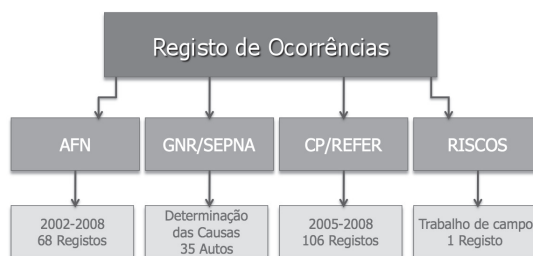 Registo de Ocorrências
AFN
GNR/SEPNA
CP/REFER
RISCOS
2002-2008
68 Registos
Determinação
das Causas
35 Autos
2005-2008
106 Registos
Trabalho de campo
1 Registo